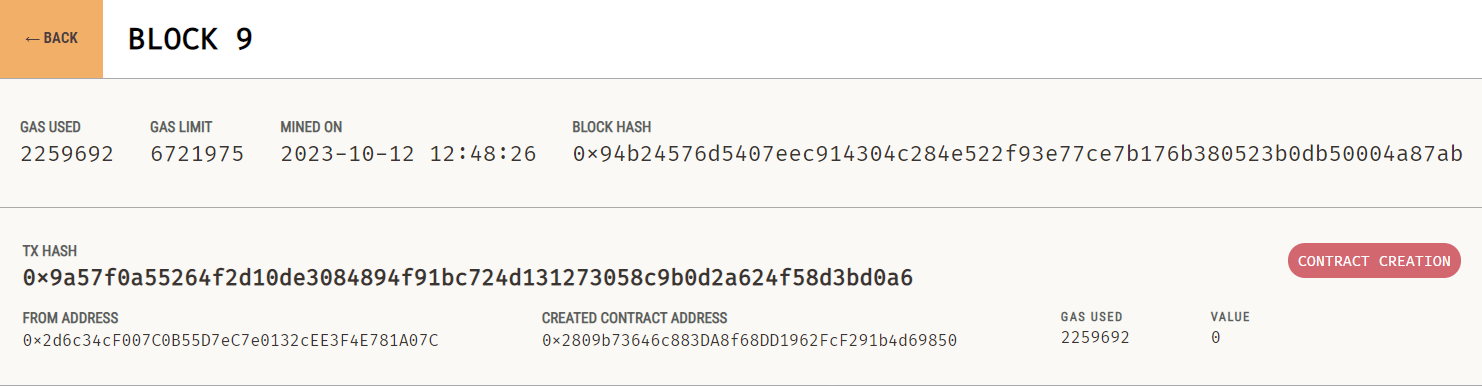 ← BACK BLOCK 9
GAS USED GAS LIMIT MINED ON BLOCK HASH
2259692 6721975 2023-10-12 12:48:26 0×94b24576d5407eec914304c284e522f93e77ce7b176b380523b0db50004a87ab
TX HASH
0×9a57f0a55264f2d10de3084894f91bc724d131273058c9b0d2a624f58d3bd0a6 CONTRACT CREATION
FROM ADDRESS CREATED CONTRACT ADDRESS GAS USED VALUE
0×2d6c34cF007C0B55D7eC7e0132cEE3F4E781A07C 0×2809b73646c883DA8f68DD1962FcF291b4d69850 2259692 0